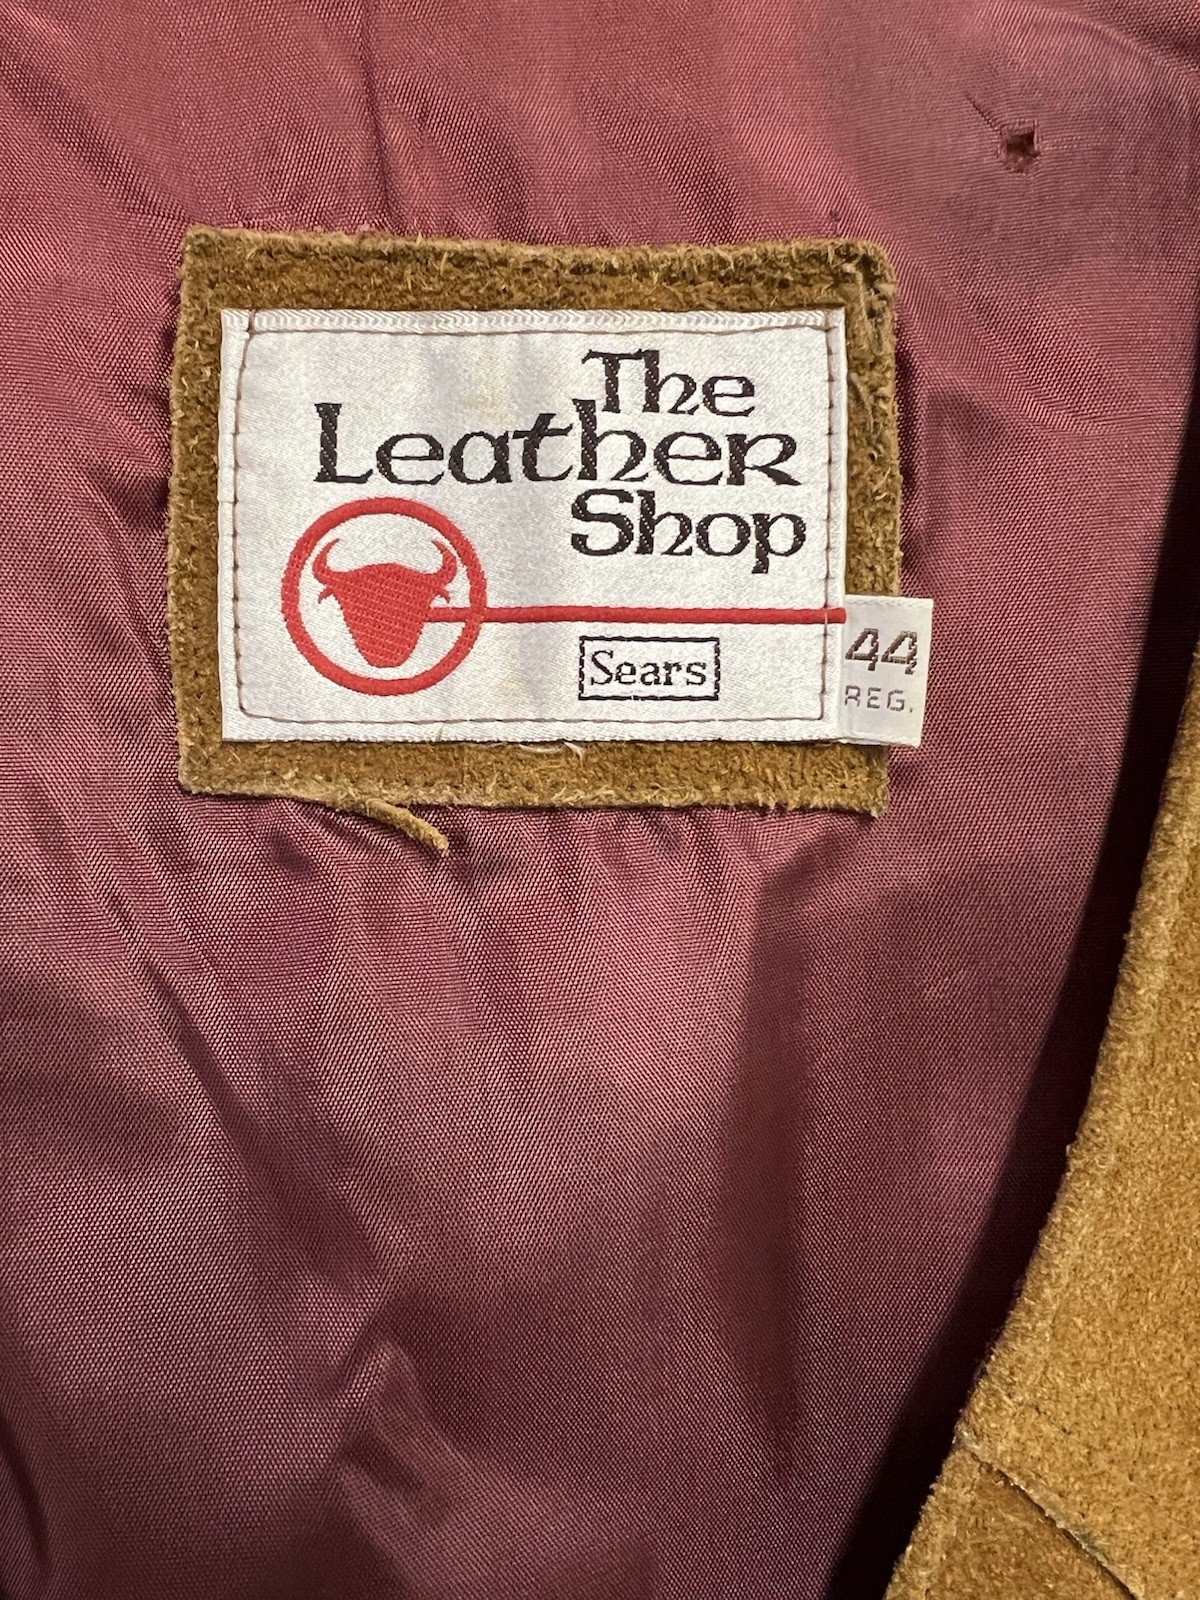 The
Leather
Shop
Sears
44
REG.